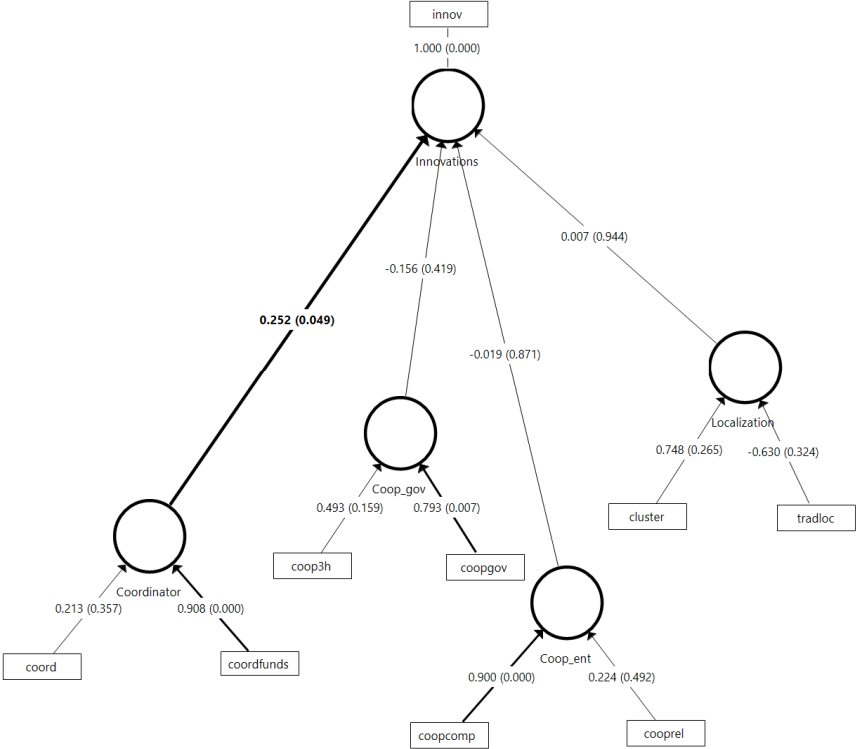 innov
1.000 (0.000)
Innovations
0.007 (0.944)
-0.156 (0.419)
0.252 (0.049)
-0.019 (0.871)
Localization
0.748 (0.265)
-0.630 (0.324)
cluster
tradloc
Coop_gov
0.493 (0.159)
0.793 (0.007)
coop3h
coopgov
Coordinator
0.213 (0.357)
0.908 (0.000)
coord
coordfunds
Coop_ent
0.900 (0.000)
0.224 (0.492)
coopcomp
cooprel